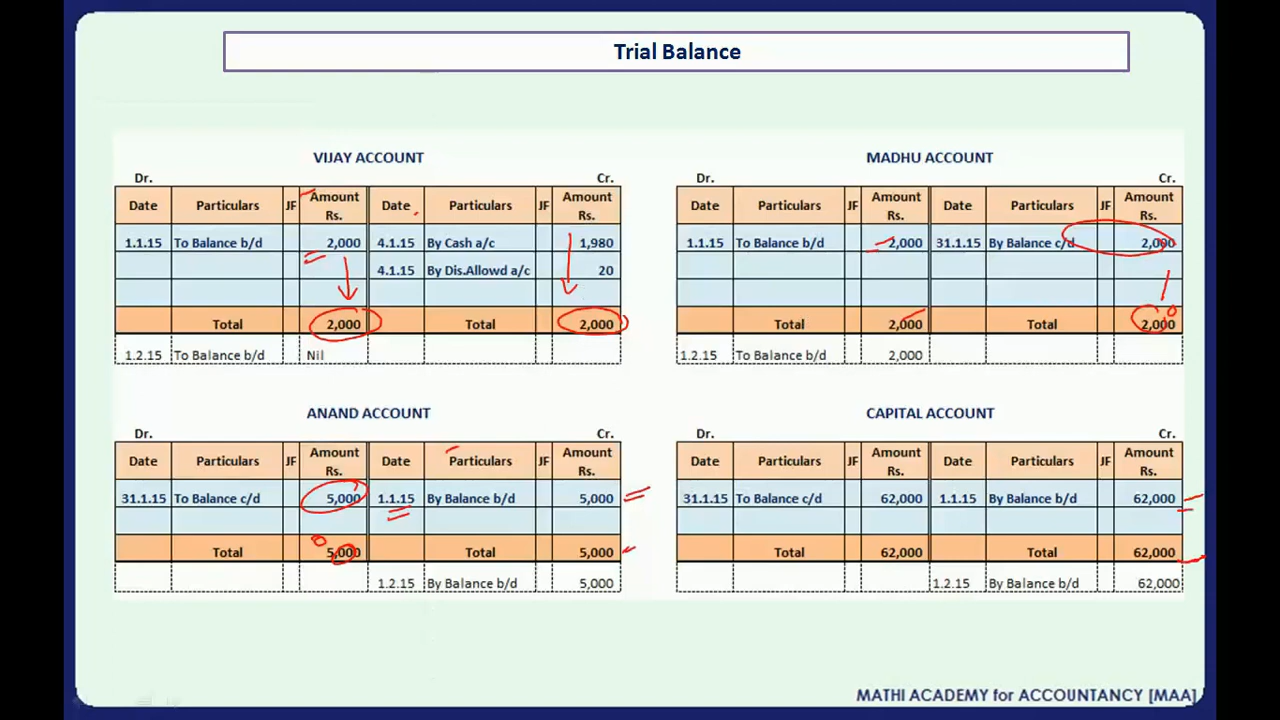 Trial Balance
VIJAY ACCOUNT
Dr. Cr.
Date Particulars JF Amount Rs. Date Particulars JF Amount Rs.
1.1.15 To Balance b/d 2,000 4.1.15 By Cash a/c 1,980
4.1.15 By Dis.Allowd a/c 20
Total 2,000 Total 2,000
1.2.15 To Balance b/d Nil
MADHU ACCOUNT
Dr. Cr.
Date Particulars JF Amount Rs. Date Particulars JF Amount Rs.
1.1.15 To Balance b/d 2,000 31.1.15 By Balance c/d 2,000
Total 2,000 Total 2,000
1.2.15 To Balance b/d 2,000
ANAND ACCOUNT
Dr. Cr.
Date Particulars JF Amount Rs. Date Particulars JF Amount Rs.
31.1.15 To Balance c/d 5,000 1.1.15 By Balance b/d 5,000
Total 5,000 Total 5,000
1.2.15 By Balance b/d 5,000
CAPITAL ACCOUNT
Dr. Cr.
Date Particulars JF Amount Rs. Date Particulars JF Amount Rs.
31.1.15 To Balance c/d 62,000 1.1.15 By Balance b/d 62,000
Total 62,000 Total 62,000
1.2.15 By Balance b/d 62,000
MATHI ACADEMY for ACCOUNTANCY [MAA]